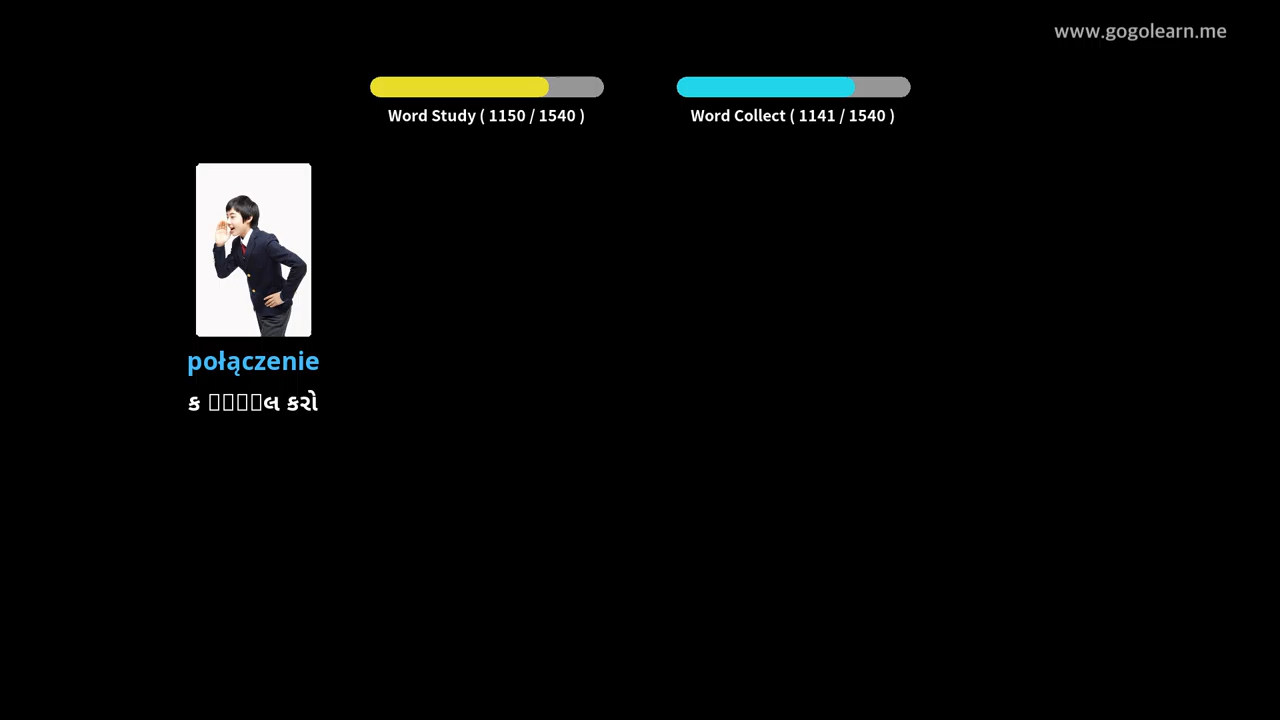 www.gogolearn.me
Word Study ( 1150 / 1540 )
Word Collect ( 1141 / 1540 )
połączenie
ક લ કરો